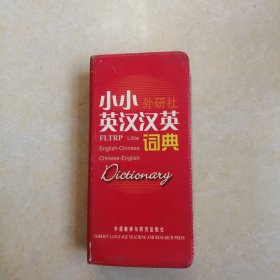 小小 外研社
英汉汉英
FLTRP Little 词典
English-Chinese
Chinese-English
Dictionary
外语教学与研究出版社
FOREIGN LANGUAGE TEACHING AND RESEARCH PRESS